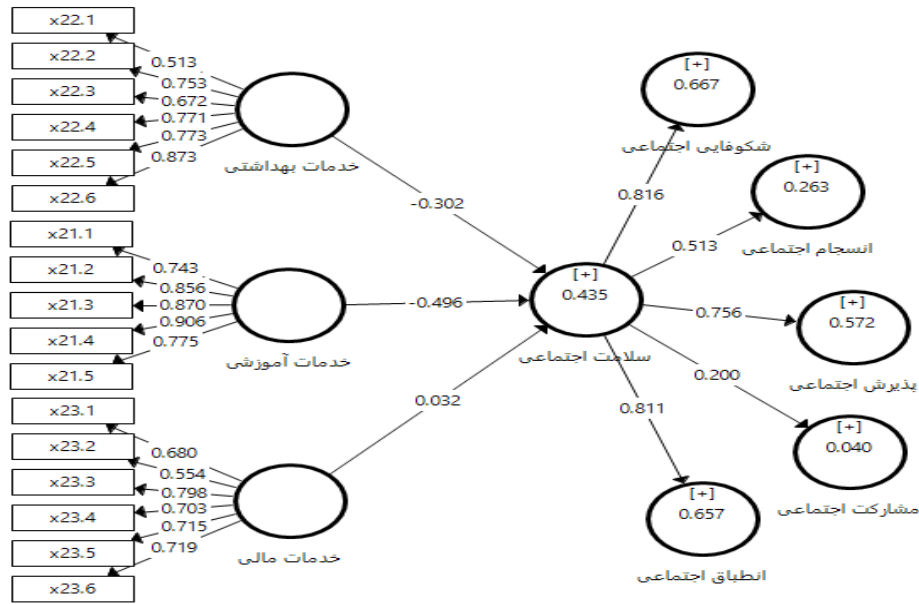 x22.1
x22.2
x22.3
x22.4
x22.5
x22.6
0.513
0.753
0.672
0.771
0.773
0.873
خدمات بهداشتی
x21.1
x21.2
x21.3
x21.4
x21.5
0.743
0.856
0.870
0.906
0.775
خدمات آموزشی
x23.1
x23.2
x23.3
x23.4
x23.5
x23.6
0.680
0.554
0.798
0.703
0.715
0.719
خدمات مالی
-0.302
-0.496
0.032
[+]
0.435
سلامت اجتماعی
0.816
0.513
0.756
0.200
0.811
[+]
0.667
شکوفایی اجتماعی
[+]
0.263
انسجام اجتماعی
[+]
0.572
پذیرش اجتماعی
[+]
0.040
مشارکت اجتماعی
[+]
0.657
انطباق اجتماعی